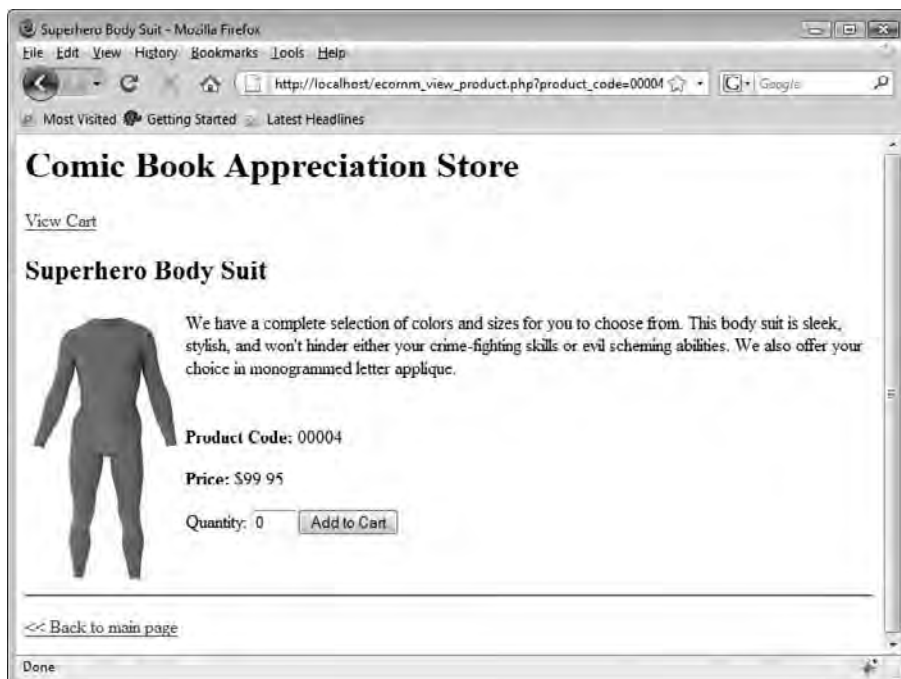 Superhero Body Suit - Mozilla Firefox
File Edit View History Bookmarks Tools Help
http://localhost/ecomm_view_product.php?product_code=00004 Google
Most Visited Getting Started Latest Headlines
Comic Book Appreciation Store
View Cart
Superhero Body Suit
We have a complete selection of colors and sizes for you to choose from. This body suit is sleek,
stylish, and won't hinder either your crime-fighting skills or evil scheming abilities. We also offer your
choice in monogrammed letter applique.
Product Code: 00004
Price: $99.95
Quantity: 0 Add to Cart
<< Back to main page
Done